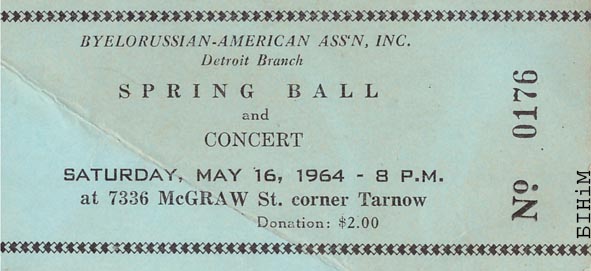 BYELORUSSIAN-AMERICAN ASS'N, INC.
Detroit Branch
SPRING BALL
and
CONCERT
SATURDAY, MAY 16, 1964 - 8 P.M.
at 7336 McGRAW St. corner Tarnow
Donation: $2.00
Nº 0176
БІНіМ